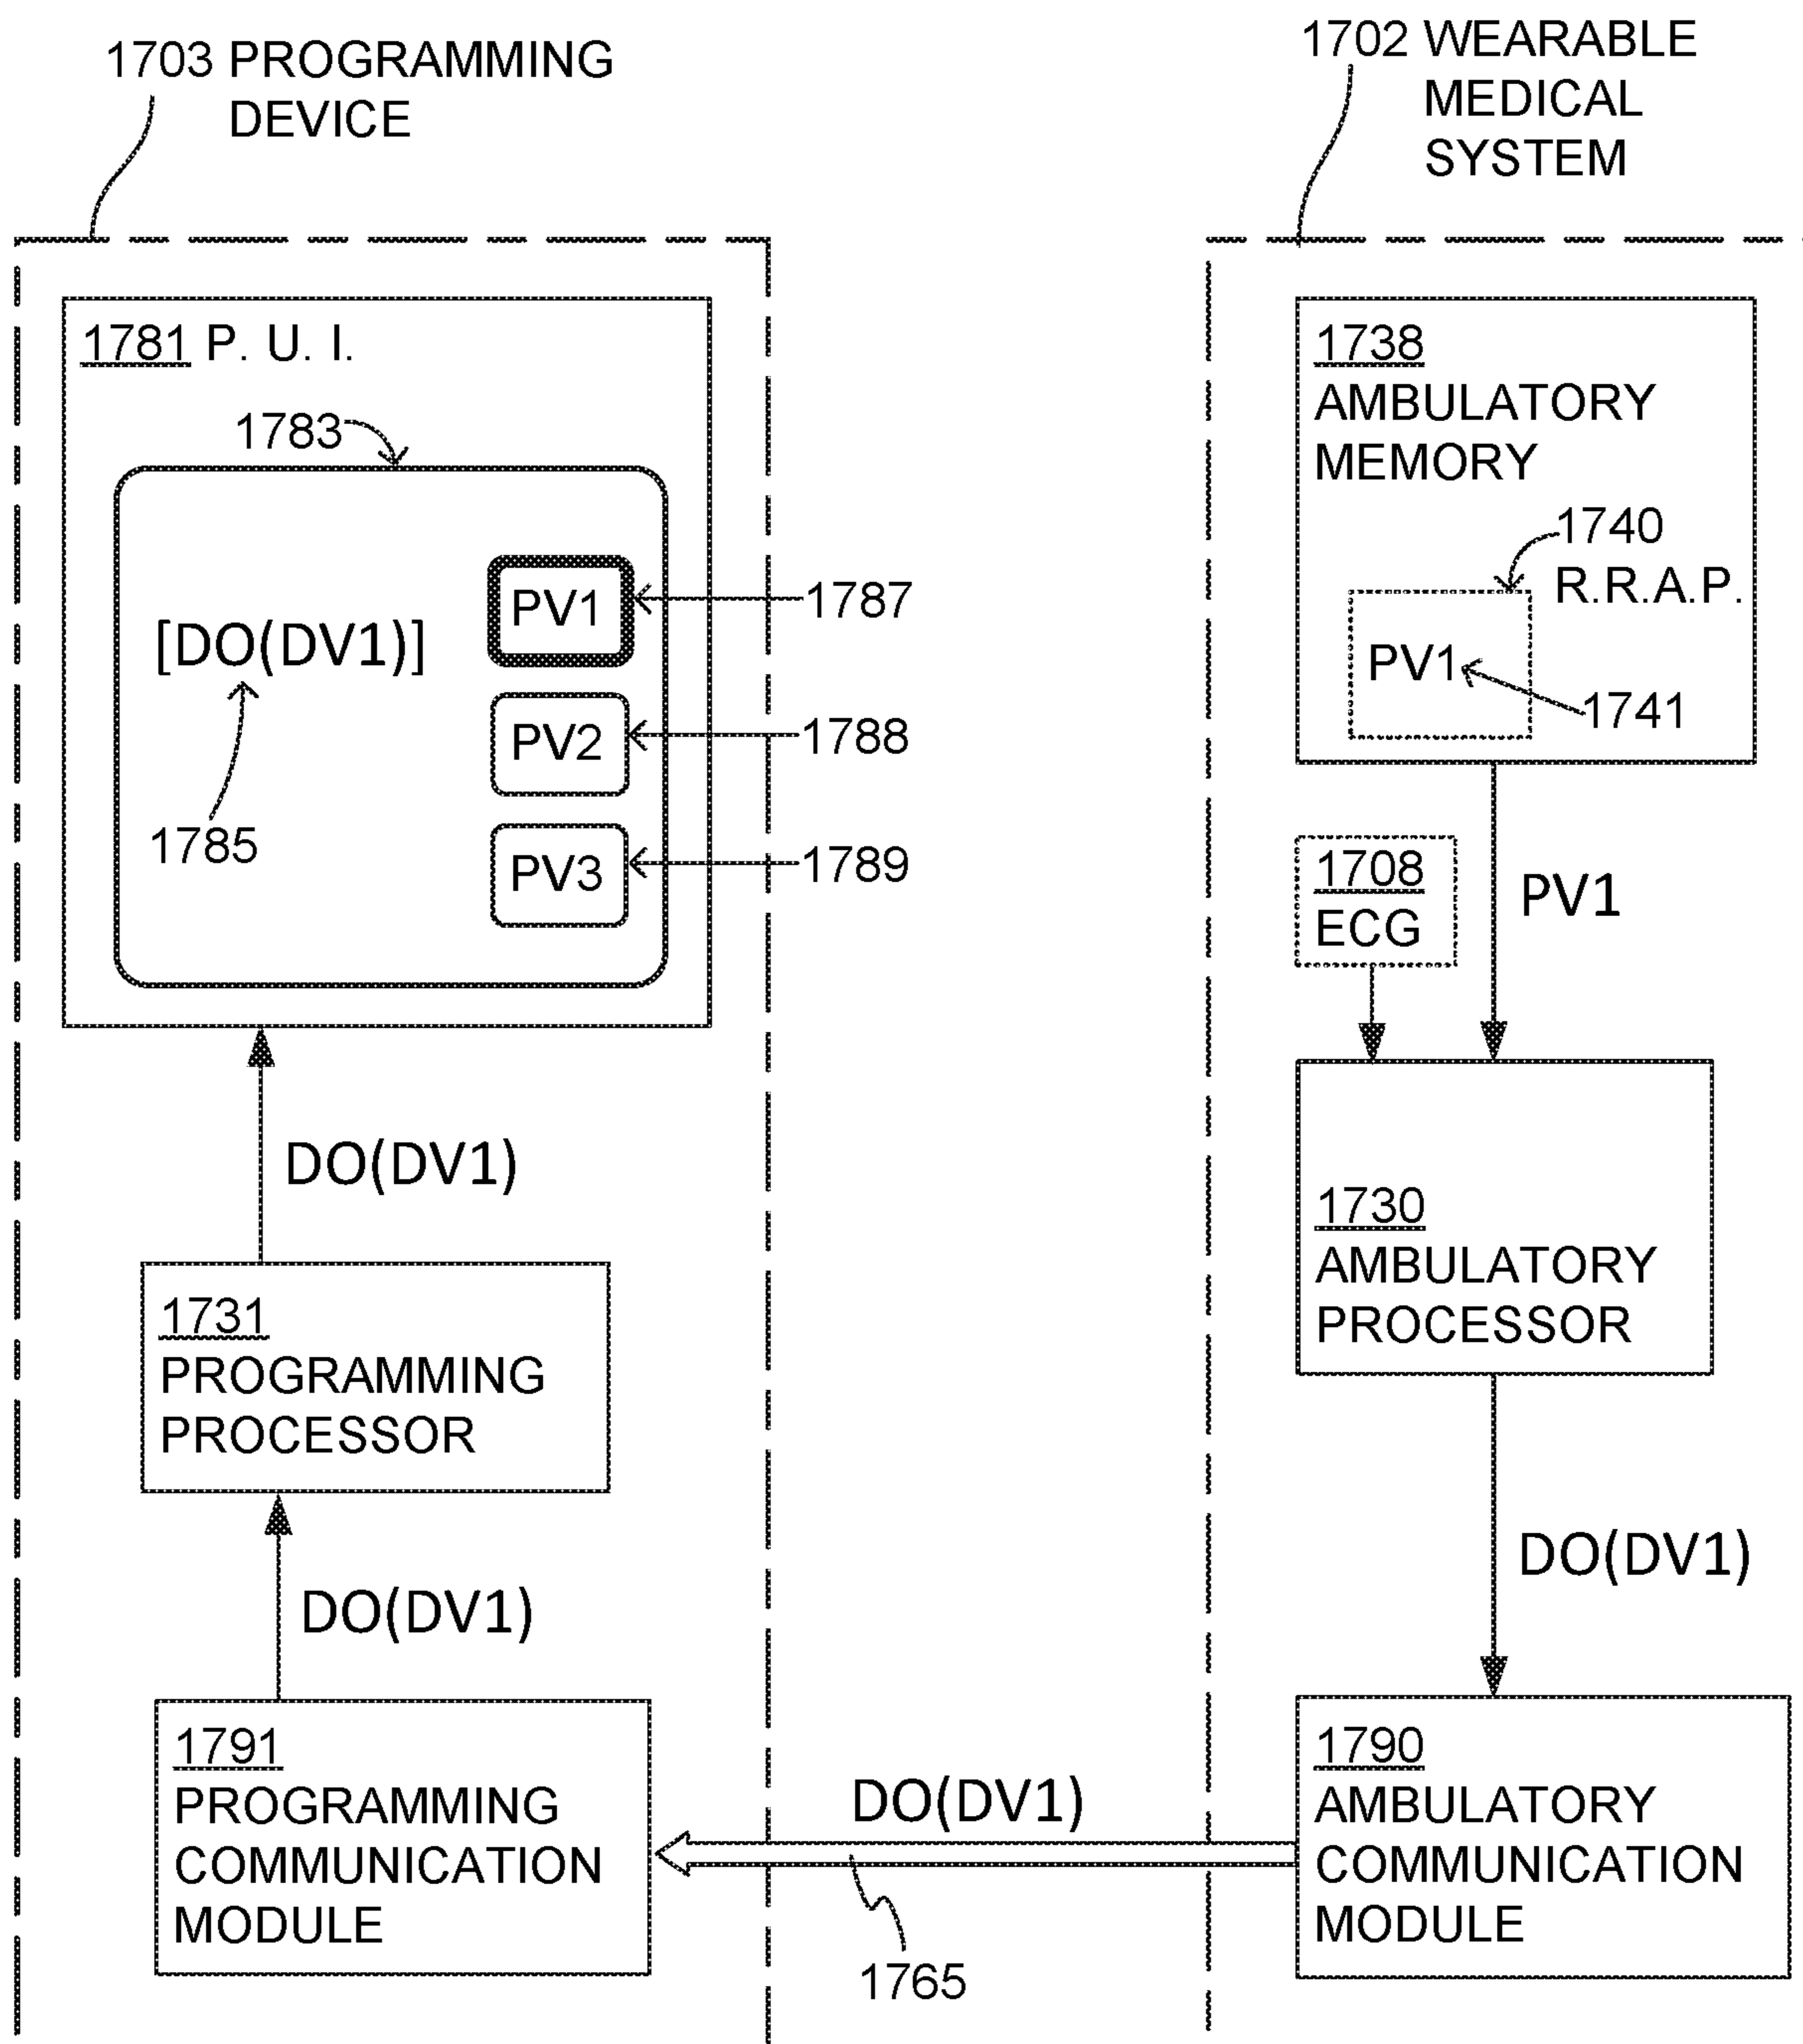 1703 PROGRAMMING
DEVICE
1702 WEARABLE
MEDICAL
SYSTEM
1781 P. U. I.
1783
[DO(DV1)]
1785
PV1
1787
PV2
1788
PV3
1789
DO(DV1)
1731
PROGRAMMING
PROCESSOR
DO(DV1)
1791
PROGRAMMING
COMMUNICATION
MODULE
DO(DV1)
1765
1738
AMBULATORY
MEMORY
1740
R.R.A.P.
PV1
1741
1708
ECG
PV1
1730
AMBULATORY
PROCESSOR
DO(DV1)
1790
AMBULATORY
COMMUNICATION
MODULE